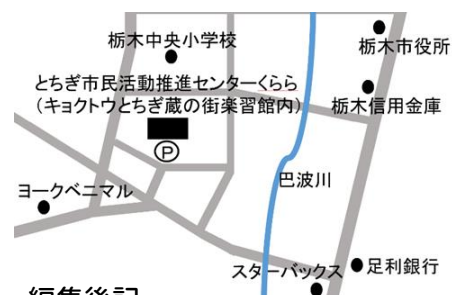 栃木中央小学校
栃木市役所
とちぎ市民活動推進センターくらら
(キョクトウとちぎ蔵の街楽習館内)
栃木信用金庫
P
巴波川
ヨークベニマル
スターバックス
足利銀行
編集後記